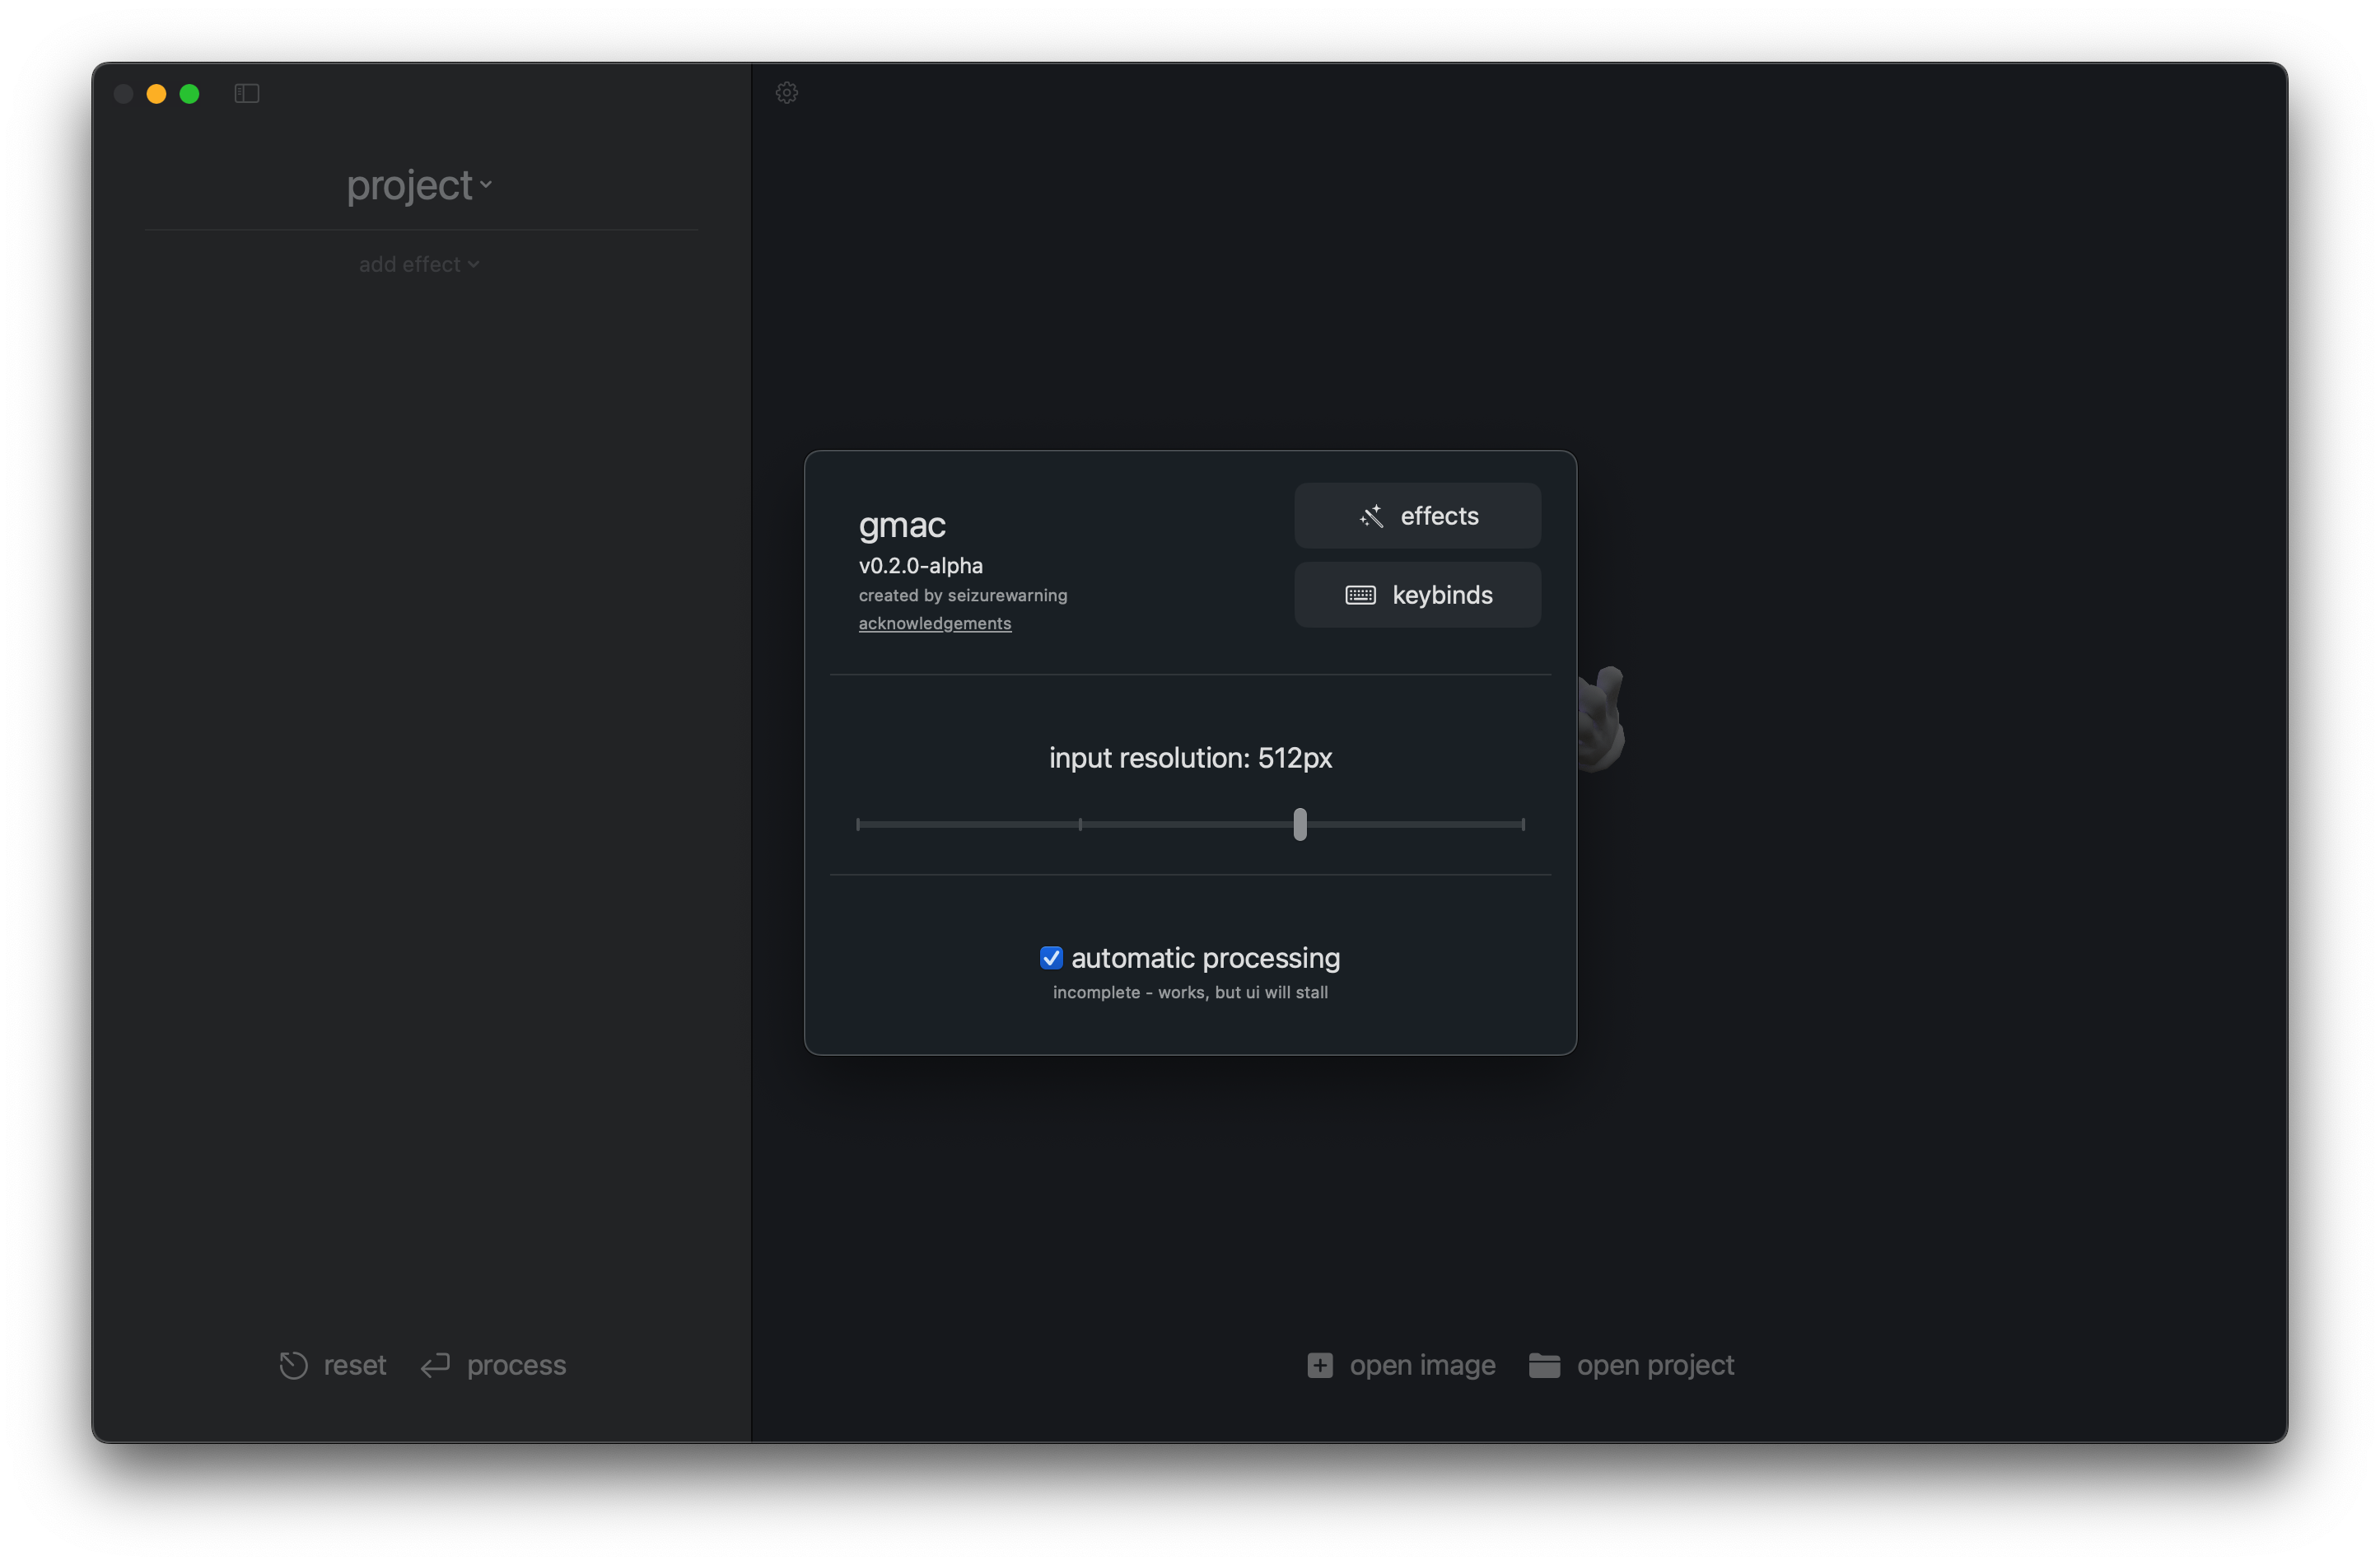 project
add effect
gmac
v0.2.0-alpha
created by seizurewarning
acknowledgements
effects
keybinds
input resolution: 512px
automatic processing
incomplete - works, but ui will stall
reset process
open image open project